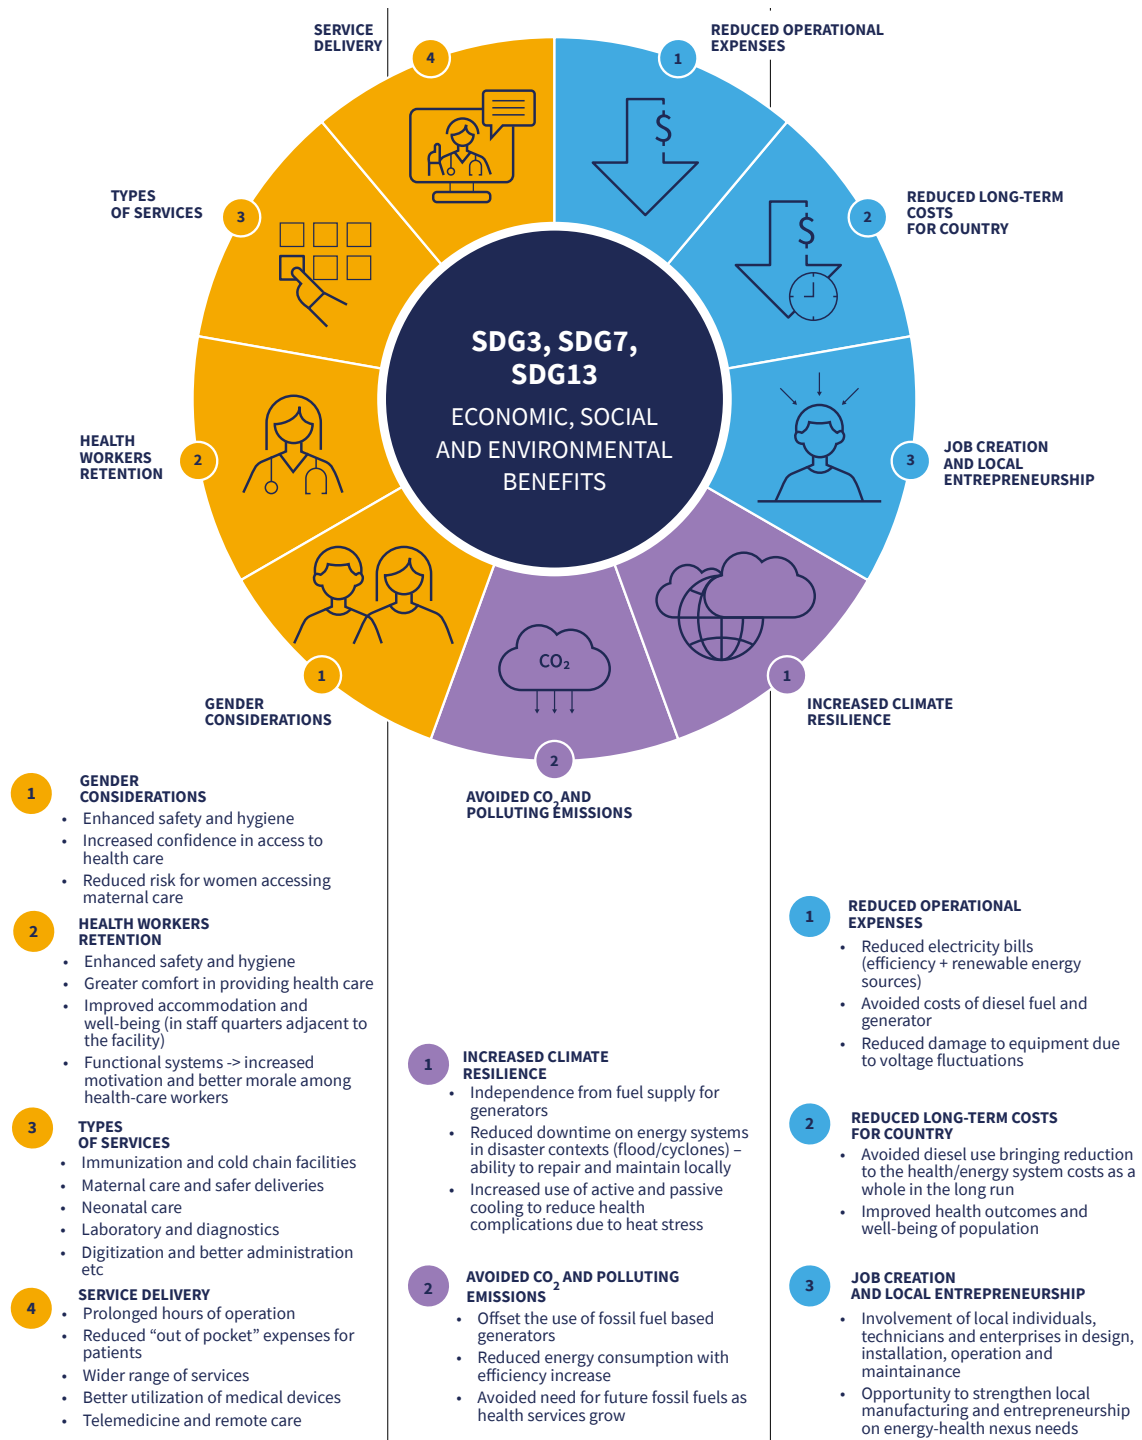 SERVICE
DELIVERY
4
REDUCED OPERATIONAL
EXPENSES
1
$
TYPES
OF SERVICES
3
REDUCED LONG-TERM
COSTS
FOR COUNTRY
2
$
SDG3, SDG7,
SDG13
ECONOMIC, SOCIAL
AND ENVIRONMENTAL
BENEFITS
HEALTH
WORKERS
RETENTION
2
JOB CREATION
AND LOCAL
ENTREPRENEURSHIP
3
CO₂
GENDER
CONSIDERATIONS
1
INCREASED CLIMATE
RESILIENCE
1
2
AVOIDED CO₂ AND
POLLUTING EMISSIONS
1
GENDER
CONSIDERATIONS
• Enhanced safety and hygiene
• Increased confidence in access to
health care
• Reduced risk for women accessing
maternal care
2
HEALTH WORKERS
RETENTION
• Enhanced safety and hygiene
• Greater comfort in providing health care
• Improved accommodation and
well-being (in staff quarters adjacent to
the facility)
• Functional systems -> increased
motivation and better morale among
health-care workers
3
TYPES
OF SERVICES
• Immunization and cold chain facilities
• Maternal care and safer deliveries
• Neonatal care
• Laboratory and diagnostics
• Digitization and better administration
etc
4
SERVICE DELIVERY
• Prolonged hours of operation
• Reduced “out of pocket” expenses for
patients
• Wider range of services
• Better utilization of medical devices
• Telemedicine and remote care
1
INCREASED CLIMATE
RESILIENCE
• Independence from fuel supply for
generators
• Reduced downtime on energy systems
in disaster contexts (flood/cyclones) –
ability to repair and maintain locally
• Increased use of active and passive
cooling to reduce health
complications due to heat stress
2
AVOIDED CO₂ AND POLLUTING
EMISSIONS
• Offset the use of fossil fuel based
generators
• Reduced energy consumption with
efficiency increase
• Avoided need for future fossil fuels as
health services grow
1
REDUCED OPERATIONAL
EXPENSES
• Reduced electricity bills
(efficiency + renewable energy
sources)
• Avoided costs of diesel fuel and
generator
• Reduced damage to equipment due
to voltage fluctuations
2
REDUCED LONG-TERM COSTS
FOR COUNTRY
• Avoided diesel use bringing reduction
to the health/energy system costs as a
whole in the long run
• Improved health outcomes and
well-being of population
3
JOB CREATION
AND LOCAL ENTREPRENEURSHIP
• Involvement of local individuals,
technicians and enterprises in design,
installation, operation and
maintainance
• Opportunity to strengthen local
manufacturing and entrepreneurship
on energy-health nexus needs